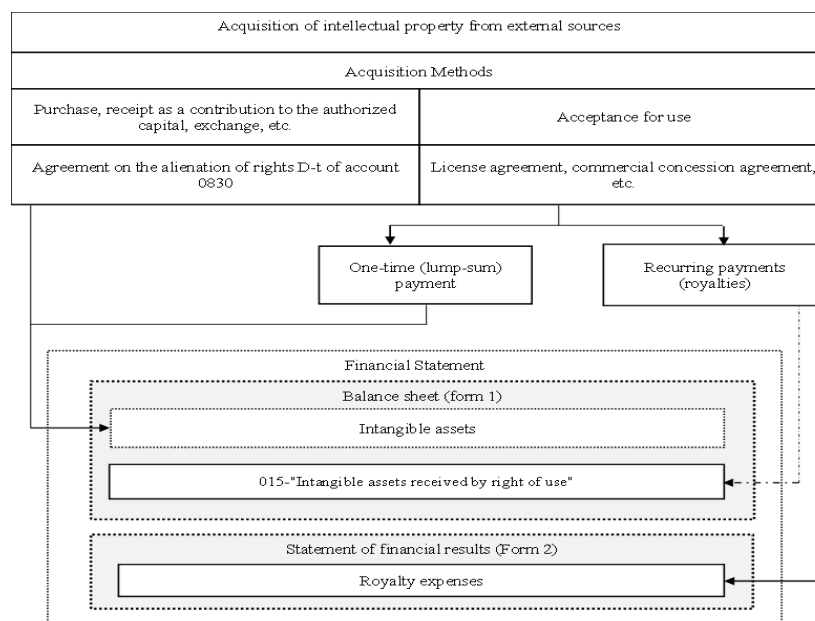 Acquisition of intellectual property from external sources
Acquisition Methods
Purchase, receipt as a contribution to the authorized
capital, exchange, etc.
Acceptance for use
Agreement on the alienation of rights D-t of account
0830
License agreement, commercial concession agreement,
etc.
One-time (lump-sum)
payment
Recurring payments
(royalties)
Financial Statement
Balance sheet (form 1)
Intangible assets
015-"Intangible assets received by right of use"
Statement of financial results (Form 2)
Royalty expenses